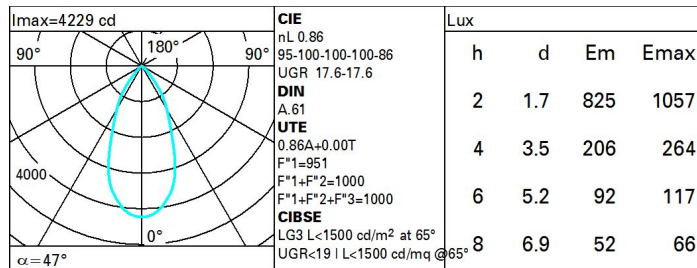 Imax=4229 cd
90° 180° 90°
4000
0°
α=47°
CIE
nL 0.86
95-100-100-100-86
UGR 17.6-17.6
DIN
A.61
UTE
0.86A+0.00T
F"1=951
F"1+F"2=1000
F"1+F"2+F"3=1000
CIBSE
LG3 L<1500 cd/m² at 65°
UGR<19 | L<1500 cd/mq @65°
Lux
h d Em Emax
2 1.7 825 1057
4 3.5 206 264
6 5.2 92 117
8 6.9 52 66